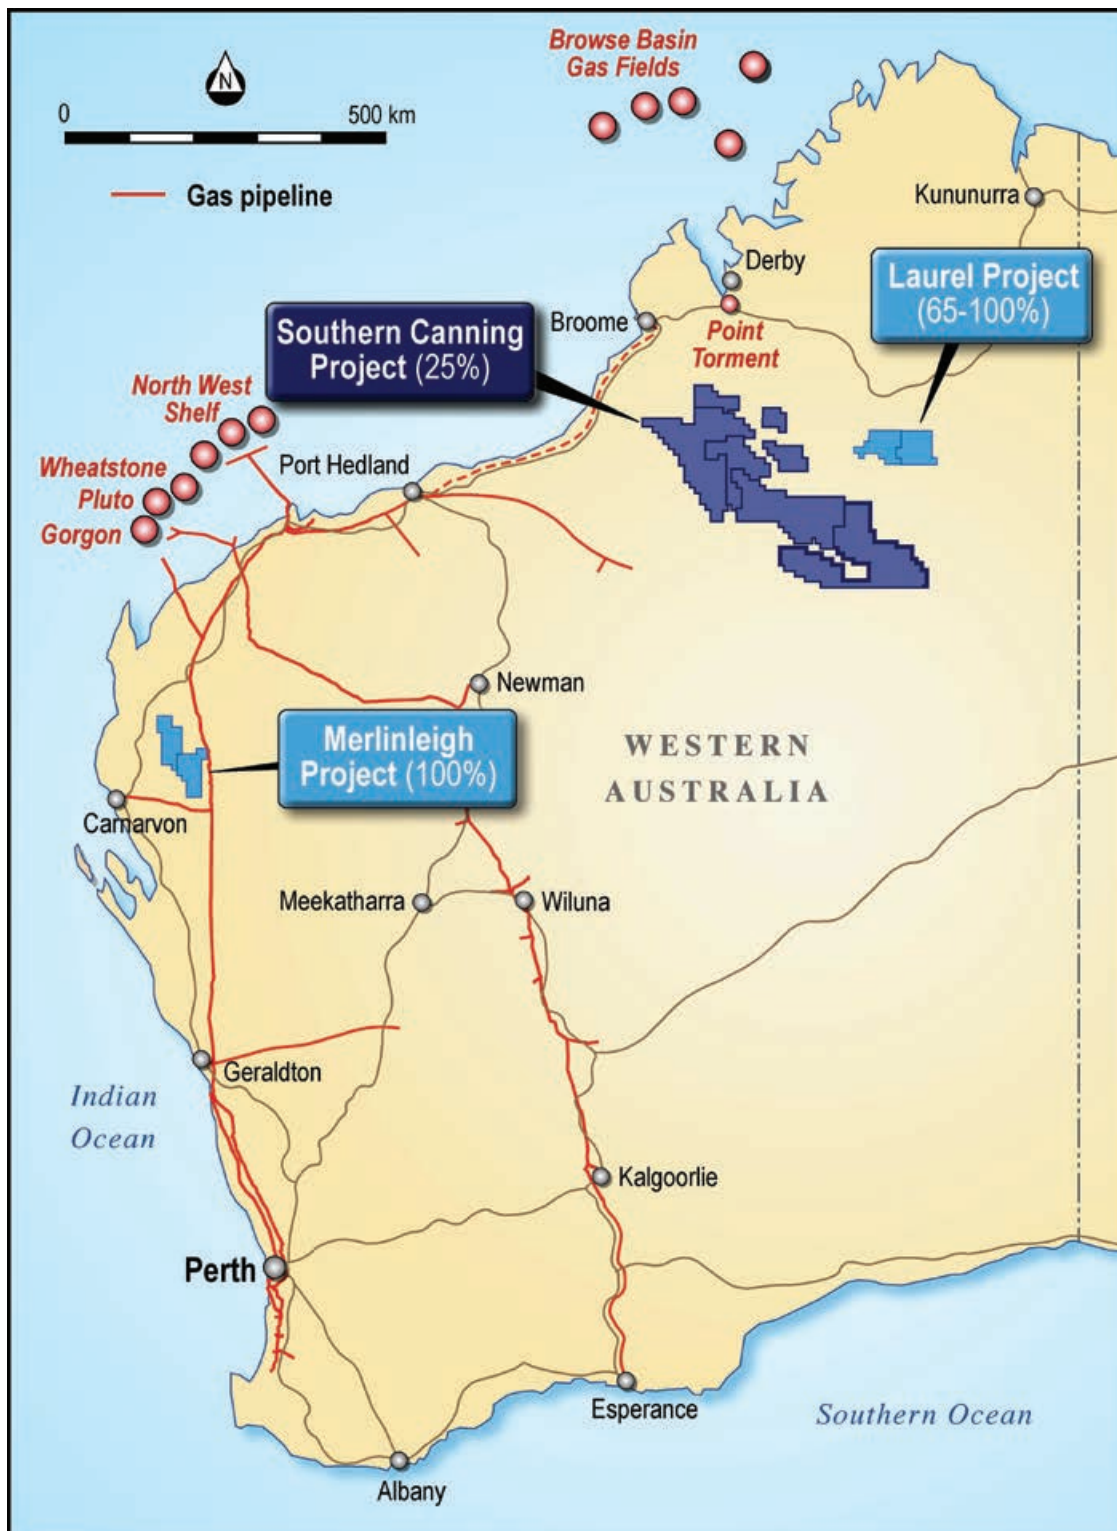 Browse Basin
Gas Fields
N
0 500 km
Gas pipeline
Kununurra
Derby
Laurel Project
(65-100%)
Southern Canning
Project (25%)
Broome
Point
Torment
North West
Shelf
Port Hedland
Wheatstone
Pluto
Gorgon
Newman
Merlinleigh
Project (100%)
WESTERN
AUSTRALIA
Carnarvon
Meekatharra
Wiluna
Geraldton
Indian
Ocean
Kalgoorlie
Perth
Esperance
Southern Ocean
Albany